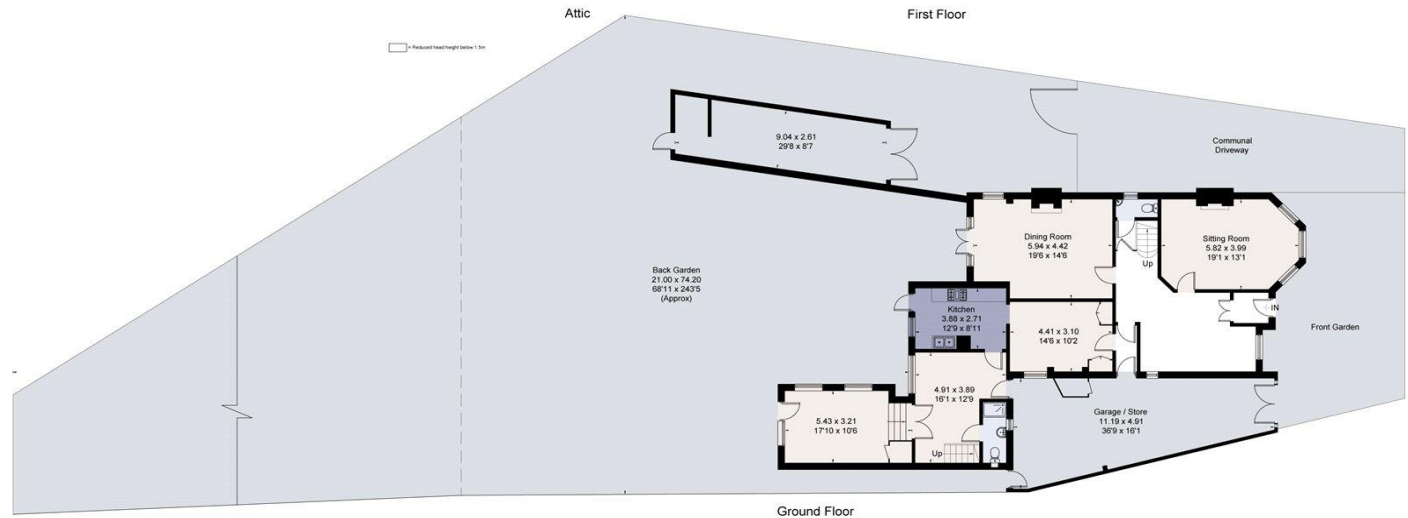 Attic
First Floor
= Reduced head height below 1.5m
9.04 x 2.61
29'8 x 8'7
Communal
Driveway
Dining Room
5.94 x 4.42
19'6 x 14'6
Sitting Room
5.82 x 3.99
19'1 x 13'1
Up
Back Garden
21.00 x 74.20
68'11 x 243'5
(Approx)
Kitchen
3.88 x 2.71
12'9 x 8'11
4.41 x 3.10
14'6 x 10'2
IN
Front Garden
4.91 x 3.89
16'1 x 12'9
5.43 x 3.21
17'10 x 10'6
Garage / Store
11.19 x 4.91
36'9 x 16'1
Up
Ground Floor